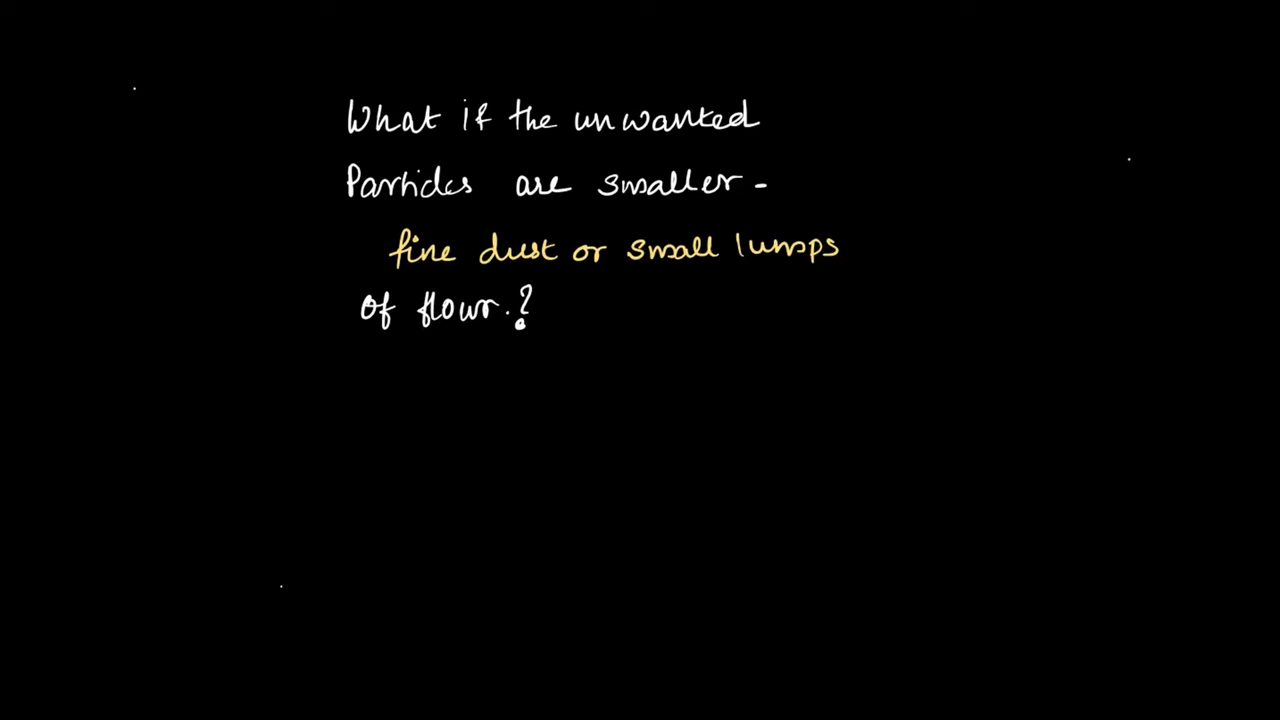 What if the unwanted
Particles are smaller -
fine dust or small lumps
of flour.?